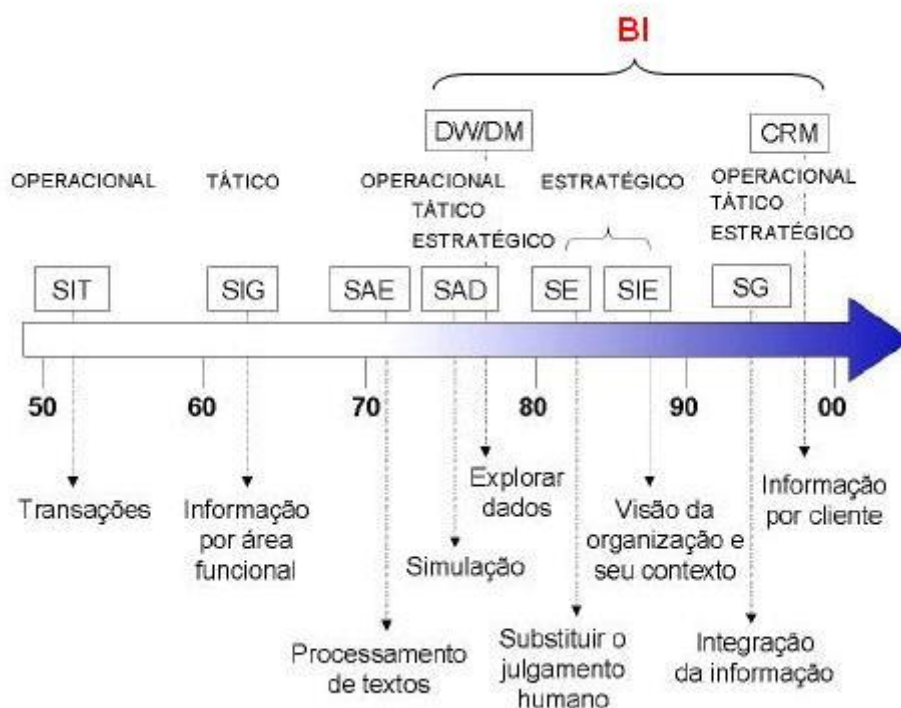 BI
DW/DM
CRM
OPERACIONAL
TÁTICO
OPERACIONAL
TÁTICO
ESTRATÉGICO
ESTRATÉGICO
OPERACIONAL
TÁTICO
ESTRATÉGICO
SIT
SIG
SAE
SAD
SE
SIE
SG
50
60
70
80
90
00
Transações
Informação
por área
funcional
Processamento
de textos
Simulação
Explorar
dados
Substituir o
julgamento
humano
Visão da
organização e
seu contexto
Integração
da informação
Informação
por cliente